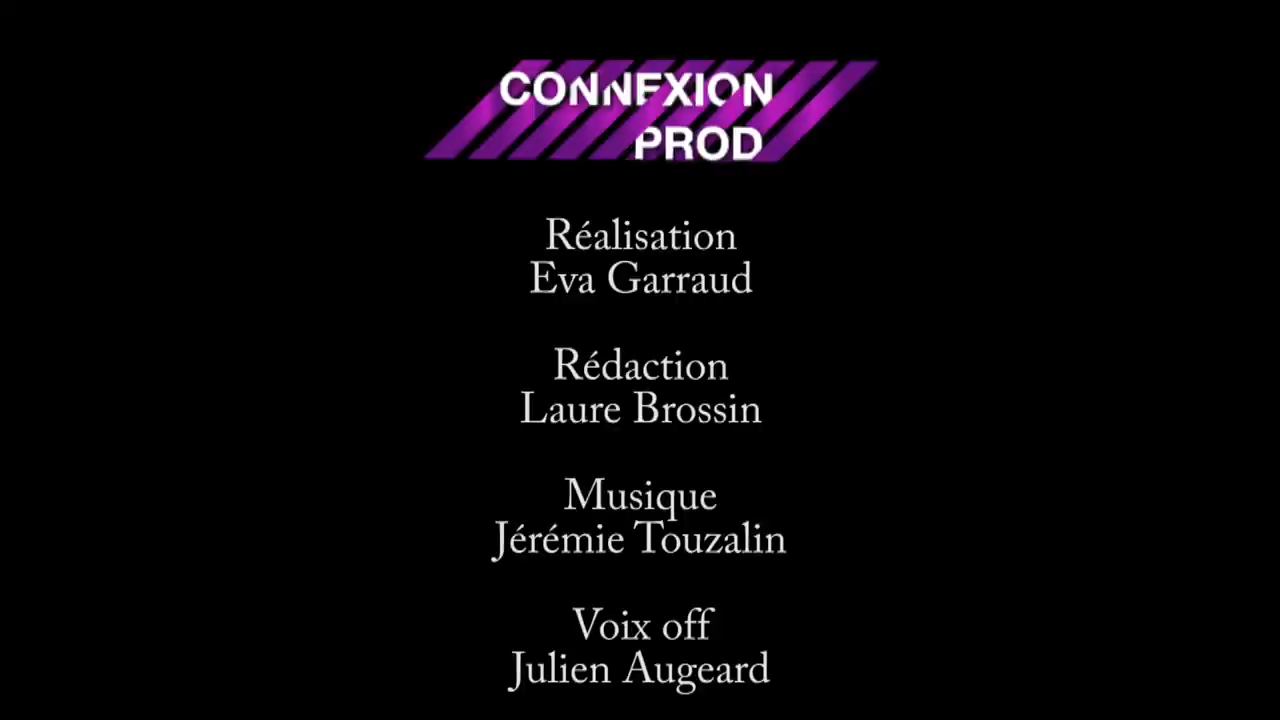 CONNEXION
PROD
Réalisation
Eva Garraud
Rédaction
Laure Brossin
Musique
Jérémie Touzalin
Voix off
Julien Augeard